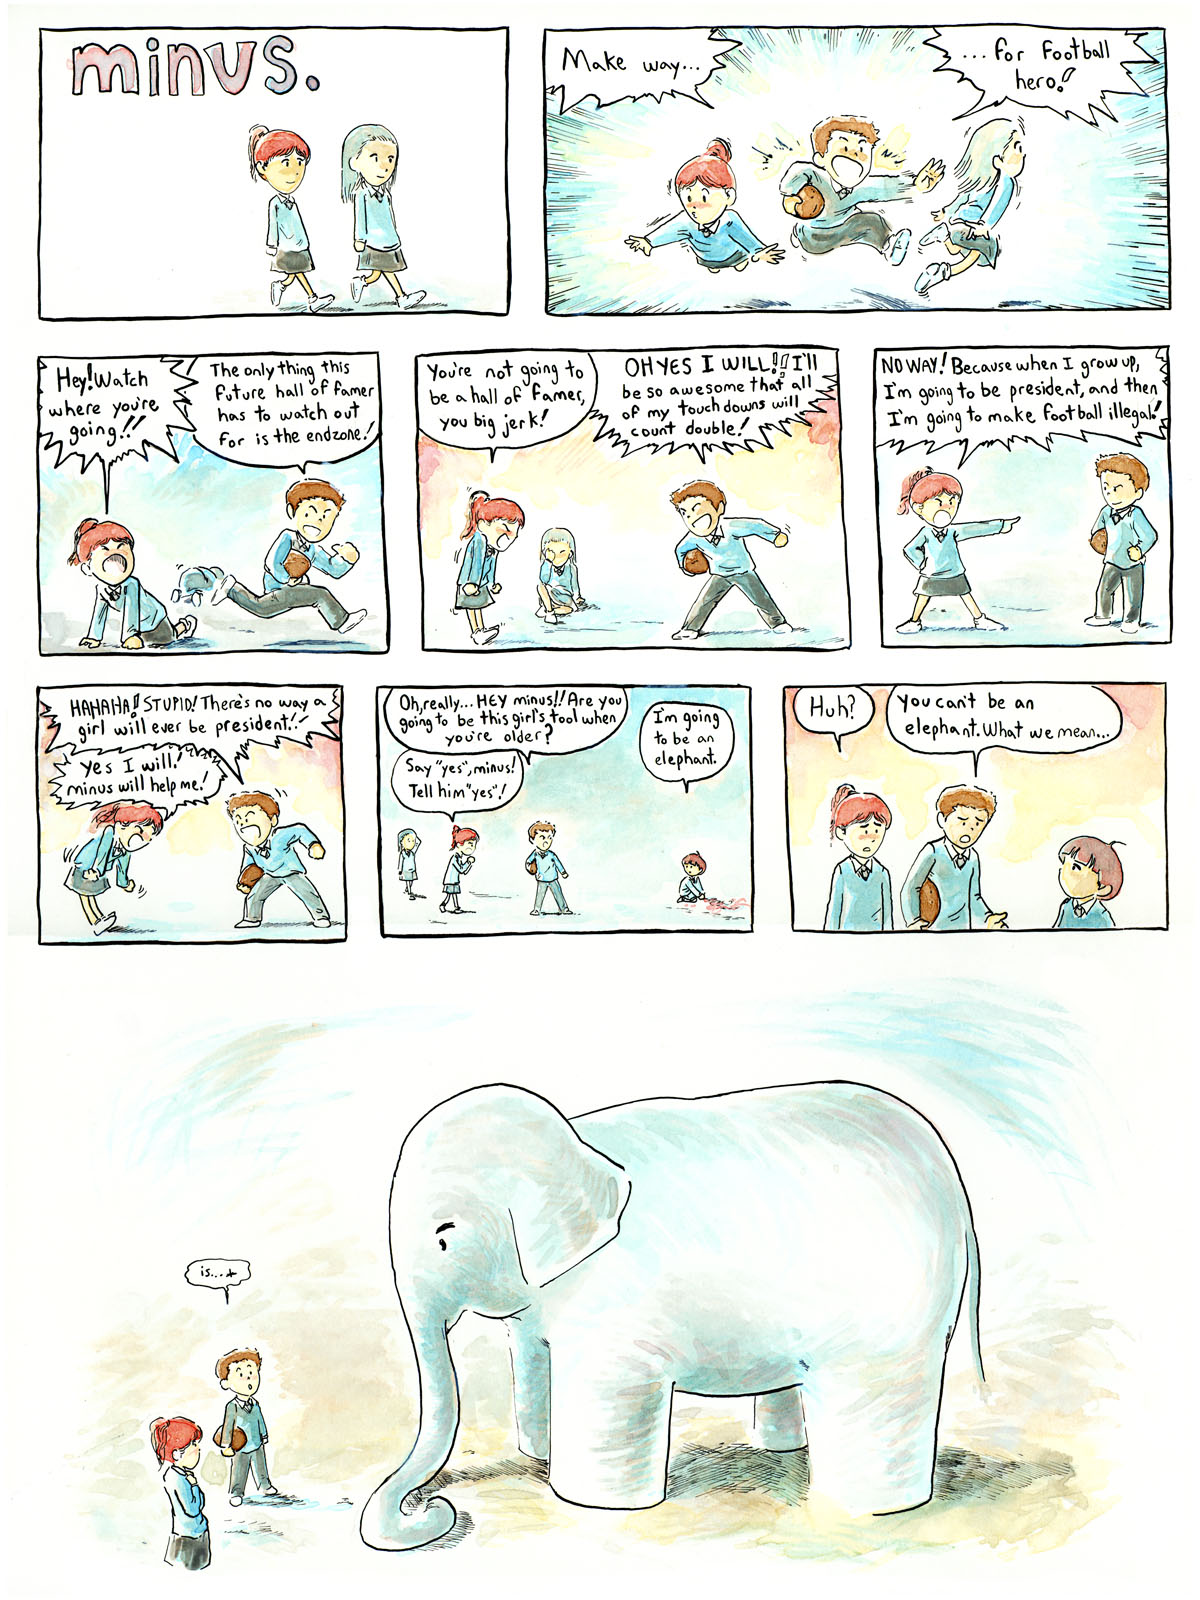 minus.
Make way...
...for football
hero!
Hey! Watch
where you're
going!!
The only thing this
future hall of famer
has to watch out
for is the endzone!
You're not going to
be a hall of famer,
you big jerk!
OH YES I WILL!! I'll
be so awesome that all
of my touchdowns will
count double!
NO WAY! Because when I grow up,
I'm going to be president, and then
I'm going to make football illegal!
HAHAHA! STUPID! There's no way a
girl will ever be president!!
Yes I will!
minus will help me!
Oh, really... HEY minus!! Are you
going to be this girl's tool when
you're older?
Say "yes", minus!
Tell him "yes"!
I'm going
to be an
elephant.
Huh?
You can't be an
elephant. What we mean...
is...